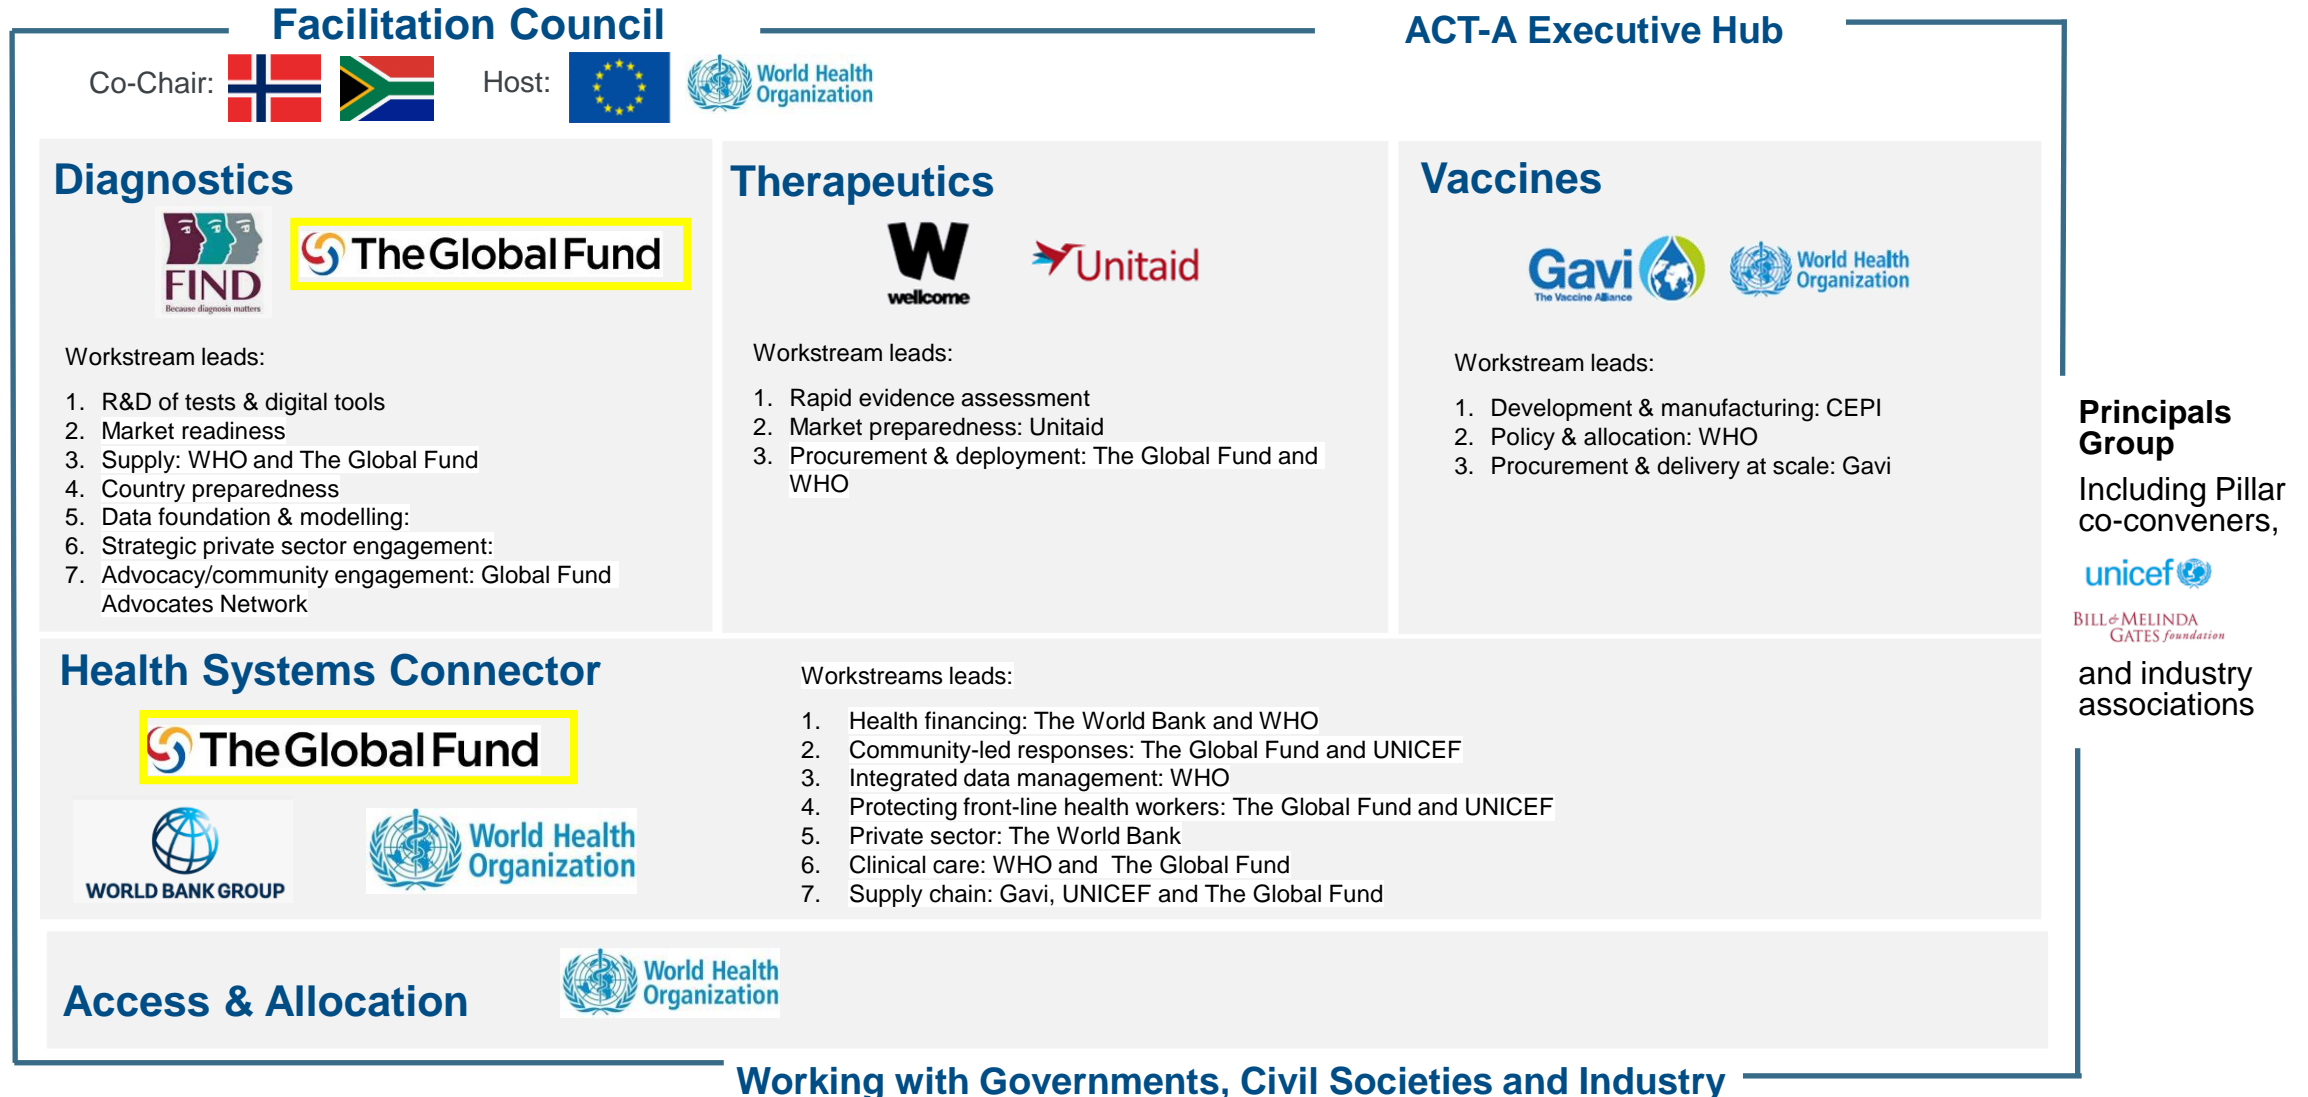 Facilitation Council
ACT-A Executive Hub
Co-Chair:
Host:
World Health
Organization
Diagnostics
FIND
Because diagnosis matters
The Global Fund
Workstream leads:
1. R&D of tests & digital tools
2. Market readiness
3. Supply: WHO and The Global Fund
4. Country preparedness
5. Data foundation & modelling:
6. Strategic private sector engagement:
7. Advocacy/community engagement: Global Fund
Advocates Network
Therapeutics
W
wellcome
Unitaid
Workstream leads:
1. Rapid evidence assessment
2. Market preparedness: Unitaid
3. Procurement & deployment: The Global Fund and
WHO
Vaccines
Gavi
The Vaccine Alliance
World Health
Organization
Workstream leads:
1. Development & manufacturing: CEPI
2. Policy & allocation: WHO
3. Procurement & delivery at scale: Gavi
Principals
Group
Including Pillar
co-conveners,
unicef
BILL & MELINDA
GATES foundation
and industry
associations
Health Systems Connector
The Global Fund
WORLD BANK GROUP
World Health
Organization
Workstreams leads:
1. Health financing: The World Bank and WHO
2. Community-led responses: The Global Fund and UNICEF
3. Integrated data management: WHO
4. Protecting front-line health workers: The Global Fund and UNICEF
5. Private sector: The World Bank
6. Clinical care: WHO and The Global Fund
7. Supply chain: Gavi, UNICEF and The Global Fund
Access & Allocation
World Health
Organization
Working with Governments, Civil Societies and Industry